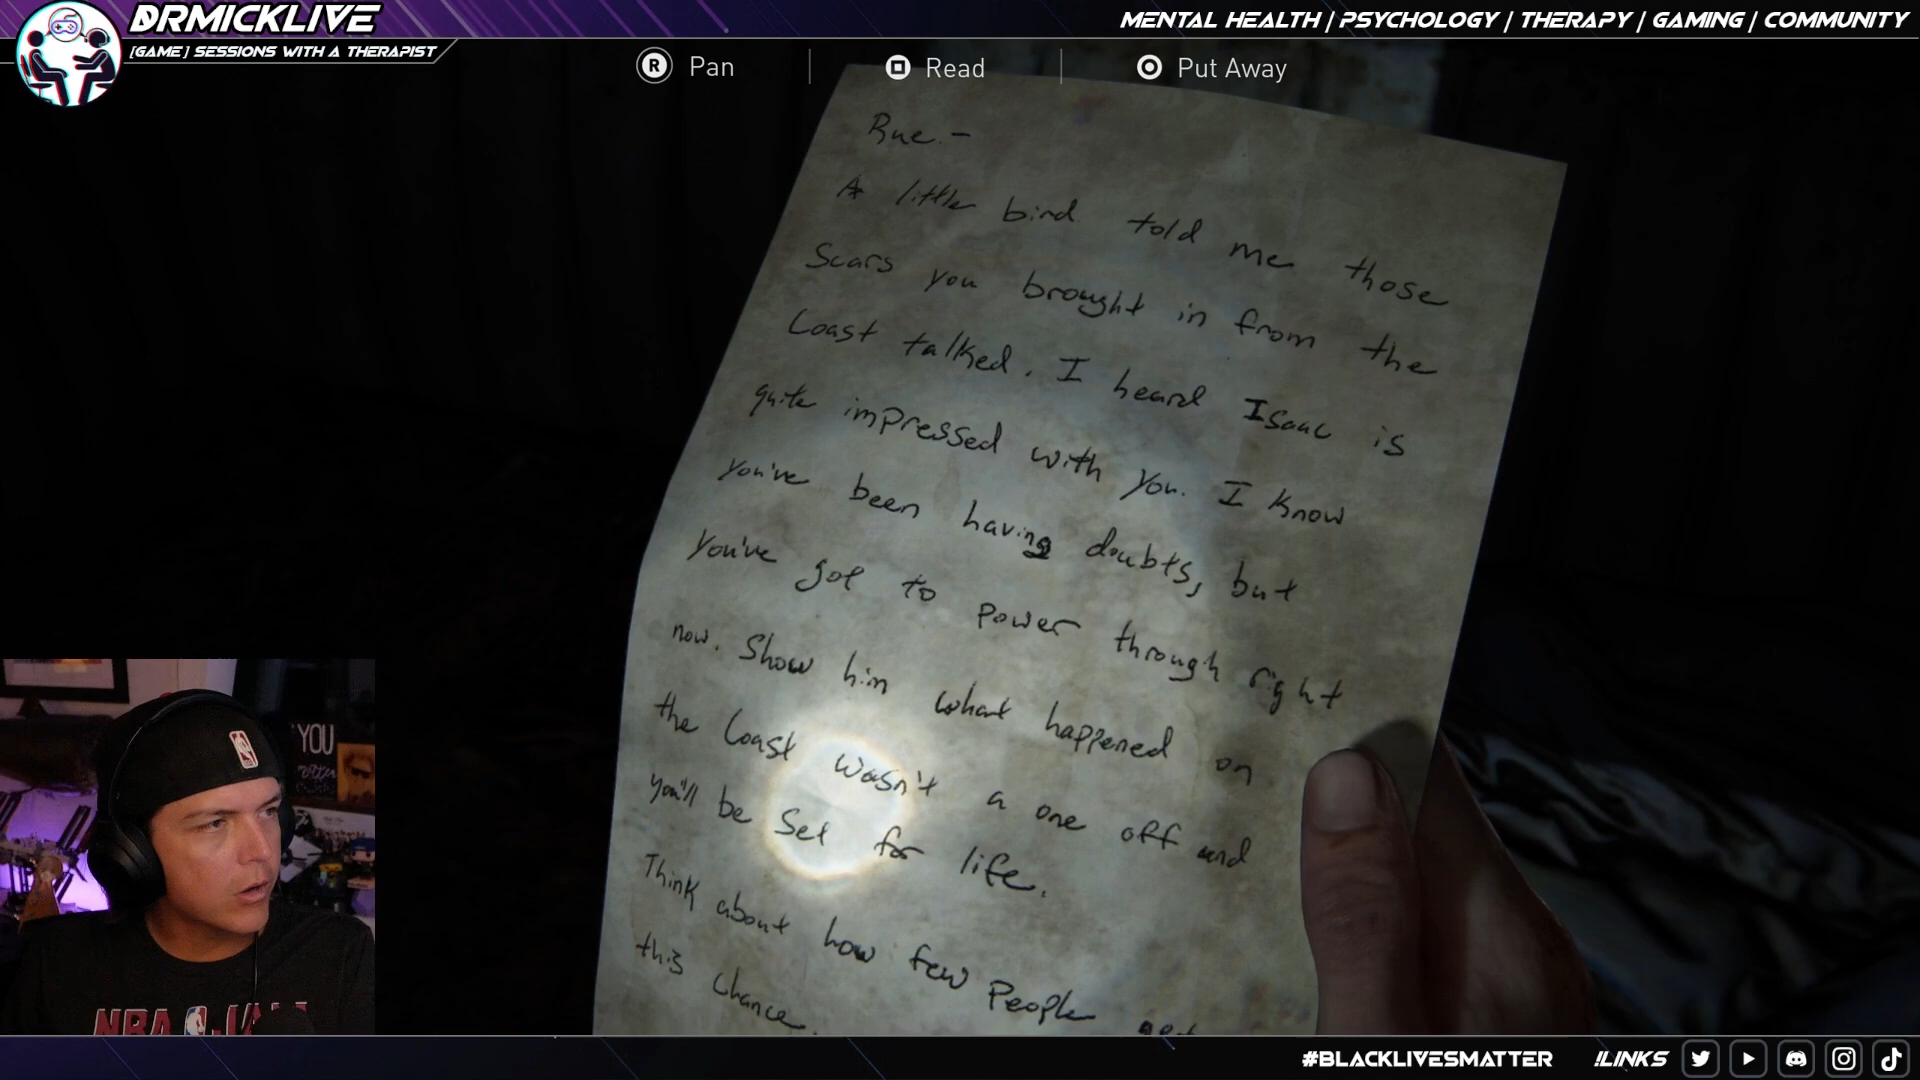 DRMICKLIVE
[GAME] SESSIONS WITH A THERAPIST
MENTAL HEALTH | PSYCHOLOGY | THERAPY | GAMING | COMMUNITY
R Pan
Read
Put Away
Rue.-
A little bird told me those
Scars you brought in from the
Coast talked. I heard Isaac is
quite impressed with you. I know
you've been having doubts, but
you've got to power through right
now. Show him what happened on
the Coast wasn't a one off and
you'll be set for life.
Think about how few people get
this chance.
YOU
NBA JAM
#BLACKLIVESMATTER
!LINKS